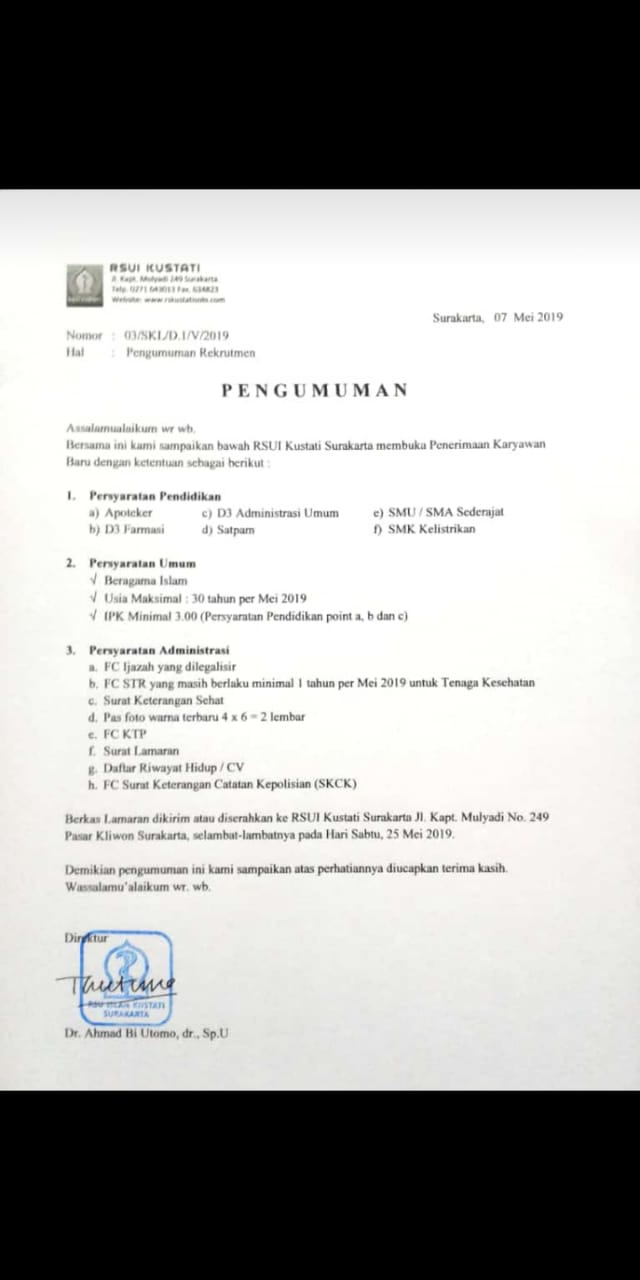 RSUI KUSTATI
Jl. Kapt. Mulyadi 249 Surakarta
Telp. 0271 643013 Fax. 634823
Website: www.rskustatisolo.com
Surakarta, 07 Mei 2019
Nomor : 03/SKL/D.1/V/2019
Hal : Pengumuman Rekrutmen
PENGUMUMAN
Assalamualaikum wr wb.
Bersama ini kami sampaikan bawah RSUI Kustati Surakarta membuka Penerimaan Karyawan
Baru dengan ketentuan sebagai berikut :
1. Persyaratan Pendidikan
a) Apoteker c) D3 Administrasi Umum e) SMU / SMA Sederajat
b) D3 Farmasi d) Satpam f) SMK Kelistrikan
2. Persyaratan Umum
√ Beragama Islam
√ Usia Maksimal : 30 tahun per Mei 2019
√ IPK Minimal 3.00 (Persyaratan Pendidikan point a, b dan c)
3. Persyaratan Administrasi
a. FC Ijazah yang dilegalisir
b. FC STR yang masih berlaku minimal 1 tahun per Mei 2019 untuk Tenaga Kesehatan
c. Surat Keterangan Sehat
d. Pas foto warna terbaru 4 x 6 = 2 lembar
e. FC KTP
f. Surat Lamaran
g. Daftar Riwayat Hidup / CV
h. FC Surat Keterangan Catatan Kepolisian (SKCK)
Berkas Lamaran dikirim atau diserahkan ke RSUI Kustati Surakarta Jl. Kapt. Mulyadi No. 249
Pasar Kliwon Surakarta, selambat-lambatnya pada Hari Sabtu, 25 Mei 2019.
Demikian pengumuman ini kami sampaikan atas perhatiannya diucapkan terima kasih.
Wassalamu'alaikum wr. wb.
Direktur
RSU ISLAM KUSTATI
SURAKARTA
Dr. Ahmad Bi Utomo, dr., Sp.U